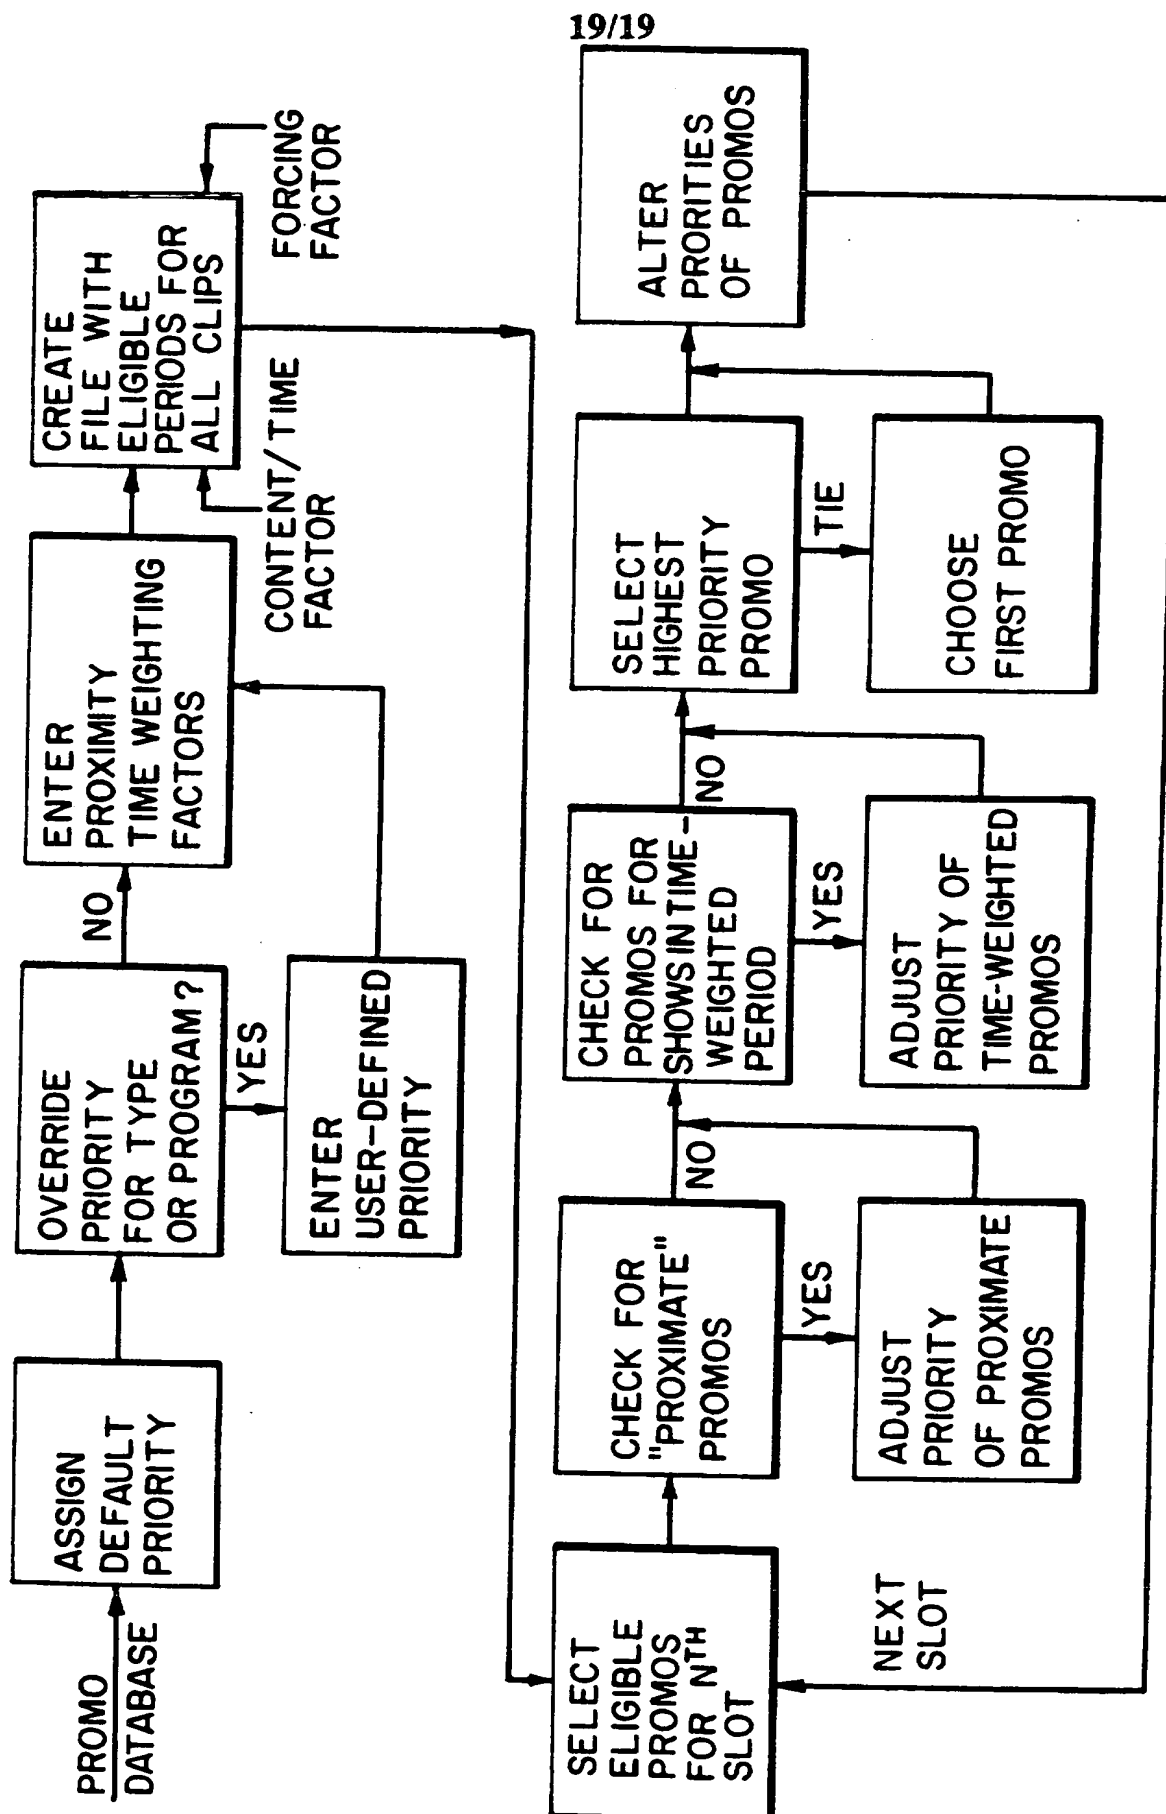 19/19
PROMO
DATABASE
ASSIGN
DEFAULT
PRIORITY
OVERRIDE
PRIORITY
FOR TYPE
OR PROGRAM?
NO
YES
ENTER
USER-DEFINED
PRIORITY
ENTER
PROXIMITY
TIME WEIGHTING
FACTORS
CREATE
FILE WITH
ELIGIBLE
PERIODS FOR
ALL CLIPS
CONTENT/TIME
FACTOR
FORCING
FACTOR
SELECT
ELIGIBLE
PROMOS
FOR NTH
SLOT
NEXT
SLOT
CHECK FOR
"PROXIMATE"
PROMOS
NO
YES
ADJUST
PRIORITY
OF PROXIMATE
PROMOS
CHECK FOR
PROMOS FOR
SHOWS IN TIME-
WEIGHTED
PERIOD
NO
YES
ADJUST
PRIORITY OF
TIME-WEIGHTED
PROMOS
SELECT
HIGHEST
PRIORITY
PROMO
TIE
CHOOSE
FIRST PROMO
ALTER
PRORITIES
OF PROMOS